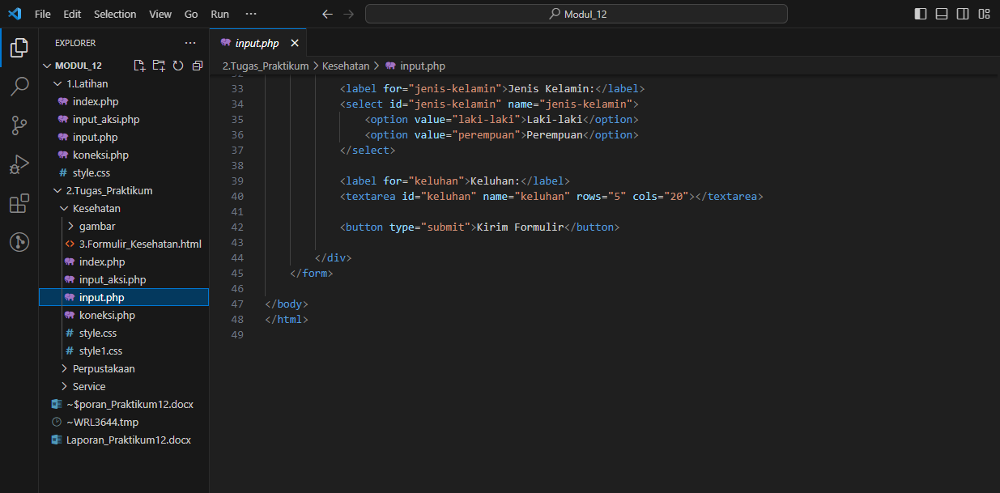 File Edit Selection View Go Run ···
Modul_12
EXPLORER ···
MODUL_12
1.Latihan
index.php
input_aksi.php
input.php
koneksi.php
# style.css
2.Tugas_Praktikum
Kesehatan
gambar
<> 3.Formulir_Kesehatan.html
index.php
input_aksi.php
input.php
koneksi.php
# style.css
# style1.css
Perpustakaan
Service
~$poran_Praktikum12.docx
~WRL3644.tmp
Laporan_Praktikum12.docx
input.php
2.Tugas_Praktikum > Kesehatan > input.php
33 <label for="jenis-kelamin">Jenis Kelamin:</label>
34 <select id="jenis-kelamin" name="jenis-kelamin">
35 <option value="laki-laki">Laki-laki</option>
36 <option value="perempuan">Perempuan</option>
37 </select>
38
39 <label for="keluhan">Keluhan:</label>
40 <textarea id="keluhan" name="keluhan" rows="5" cols="20"></textarea>
41
42 <button type="submit">Kirim Formulir</button>
43
44 </div>
45 </form>
46
47 </body>
48 </html>
49